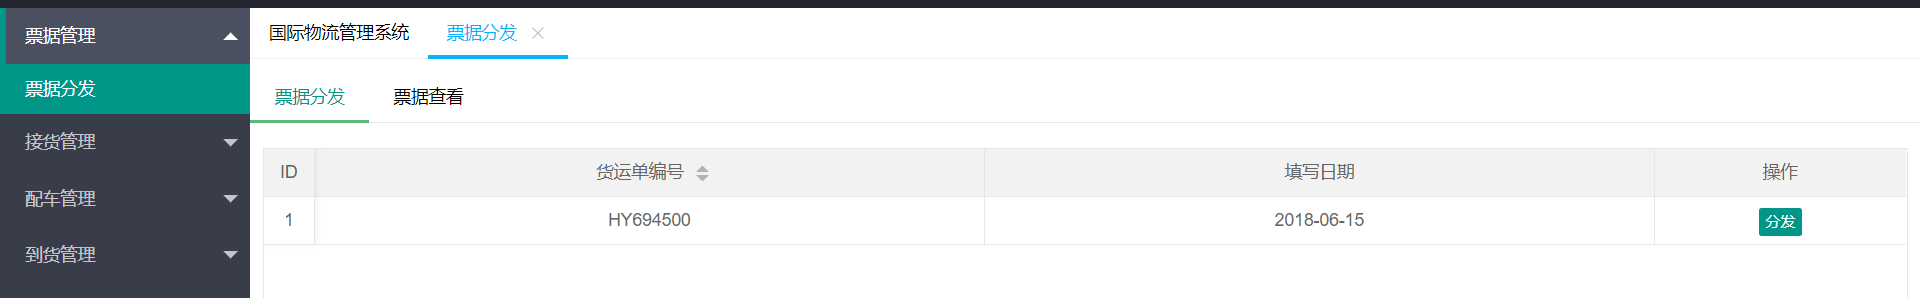 票据管理
票据分发
接货管理
配车管理
到货管理
国际物流管理系统 票据分发
票据分发 票据查看
ID 货运单编号 填写日期 操作
1 HY694500 2018-06-15 分发